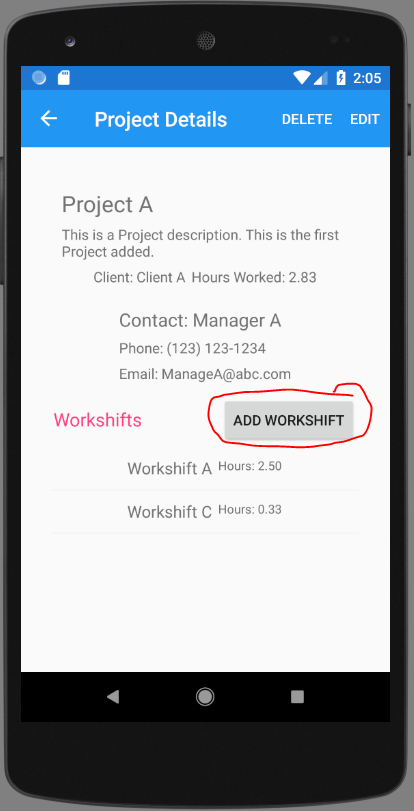 2:05
Project Details DELETE EDIT
Project A
This is a Project description. This is the first
Project added.
Client: Client A Hours Worked: 2.83
Contact: Manager A
Phone: (123) 123-1234
Email: ManageA@abc.com
Workshifts ADD WORKSHIFT
Workshift A Hours: 2.50
Workshift C Hours: 0.33